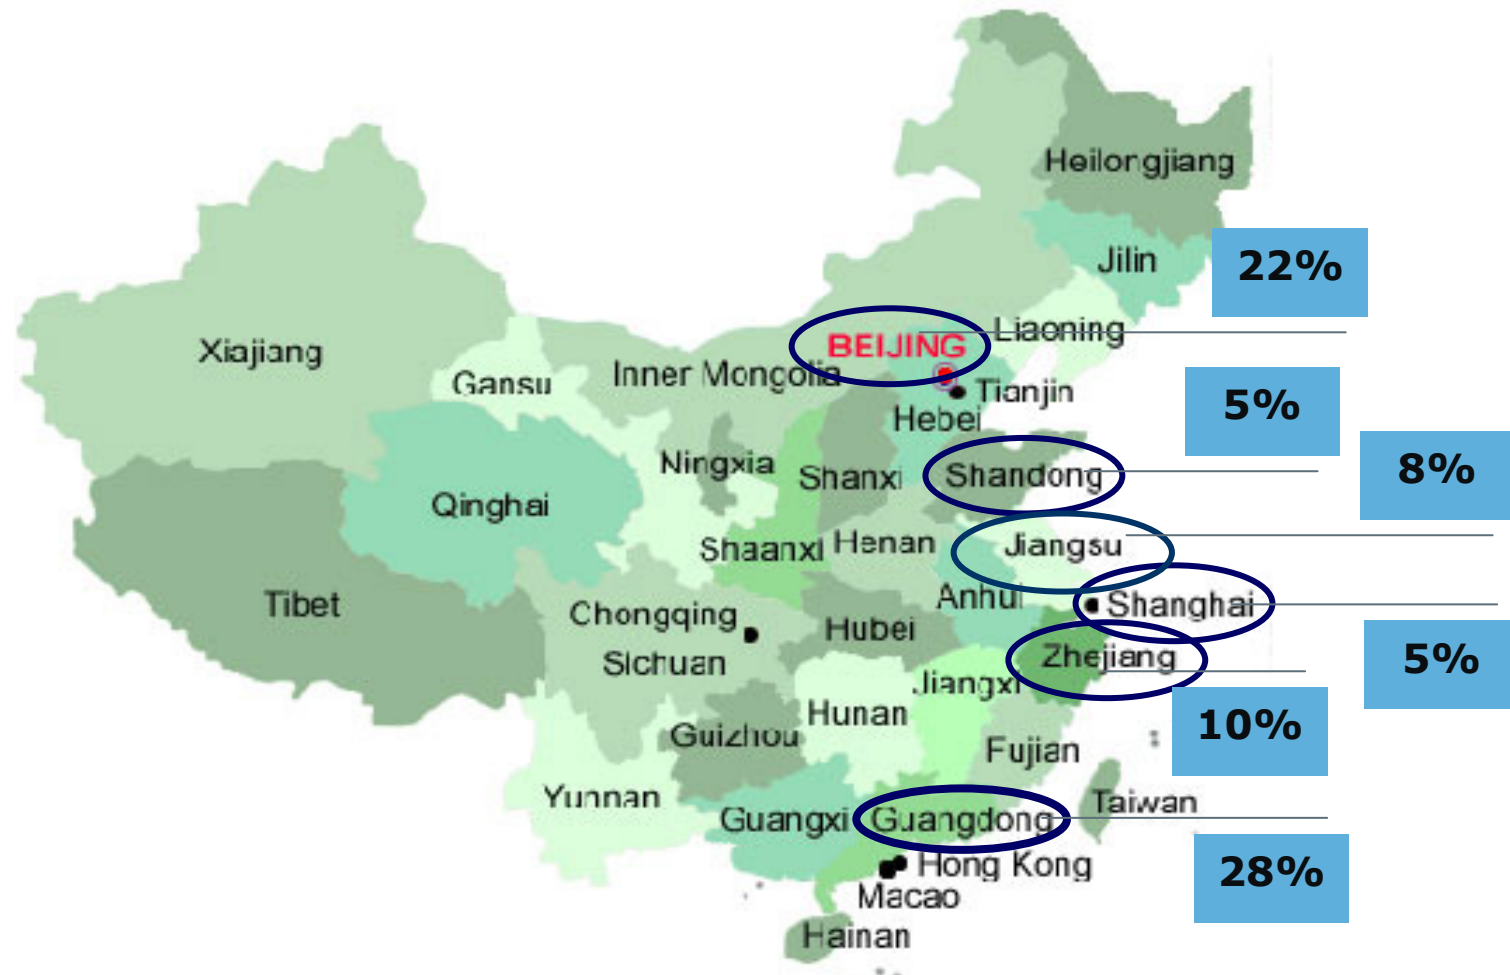 Heilongjiang
Jilin
22%
Liaoning
BEIJING
Xiajiang
Inner Mongolia
Gansu
Tianjin
5%
Hebei
Ningxia
Shanxi
Shandong
8%
Qinghai
Shaanxi
Henan
Jiangsu
Tibet
Anhui
Shanghai
Chongqing
Hubei
Zhejiang
5%
Sichuan
Jiangxi
Hunan
10%
Guizhou
Fujian
Yunnan
Taiwan
Guangxi
Guangdong
Hong Kong
28%
Macao
Hainan